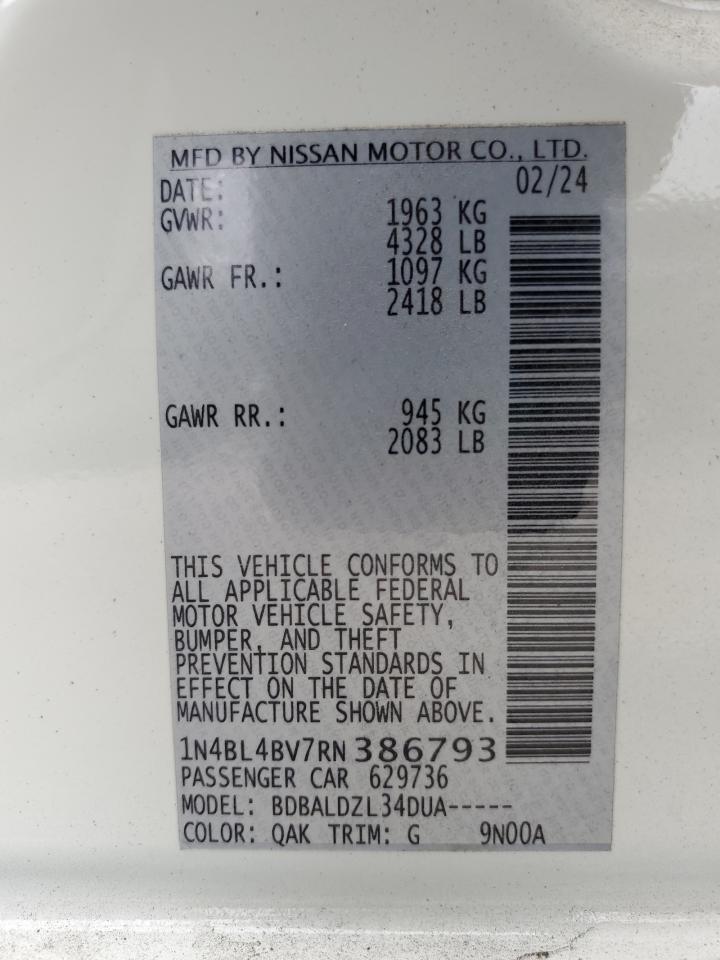 MFD BY NISSAN MOTOR CO., LTD.
DATE: 02/24
GVWR: 1963 KG
4328 LB
GAWR FR.: 1097 KG
2418 LB
GAWR RR.: 945 KG
2083 LB
THIS VEHICLE CONFORMS TO
ALL APPLICABLE FEDERAL
MOTOR VEHICLE SAFETY,
BUMPER, AND THEFT
PREVENTION STANDARDS IN
EFFECT ON THE DATE OF
MANUFACTURE SHOWN ABOVE.
1N4BL4BV7RN386793
PASSENGER CAR 629736
MODEL: BDBALDZL34DUA-----
COLOR: QAK TRIM: G 9N00A